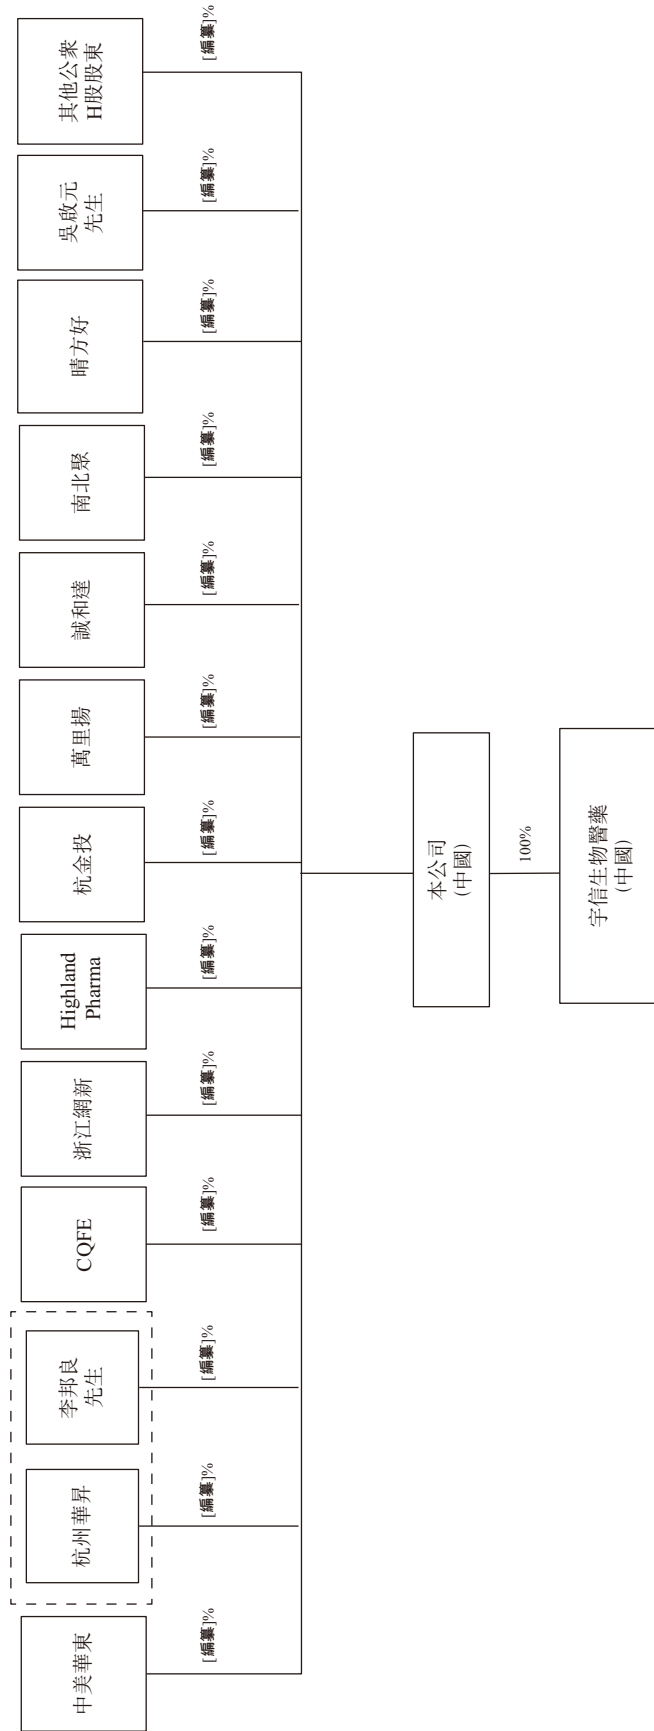 中美華東
杭州華昇
李邦良
先生
CQFE
浙江網新
Highland
Pharma
杭金投
萬里揚
誠和達
南北聚
晴方好
吳啟元
先生
其他公衆
H股股東
[編纂]%
[編纂]%
[編纂]%
[編纂]%
[編纂]%
[編纂]%
[編纂]%
[編纂]%
[編纂]%
[編纂]%
[編纂]%
[編纂]%
[編纂]%
本公司
(中國)
100%
宇信生物醫藥
(中國)